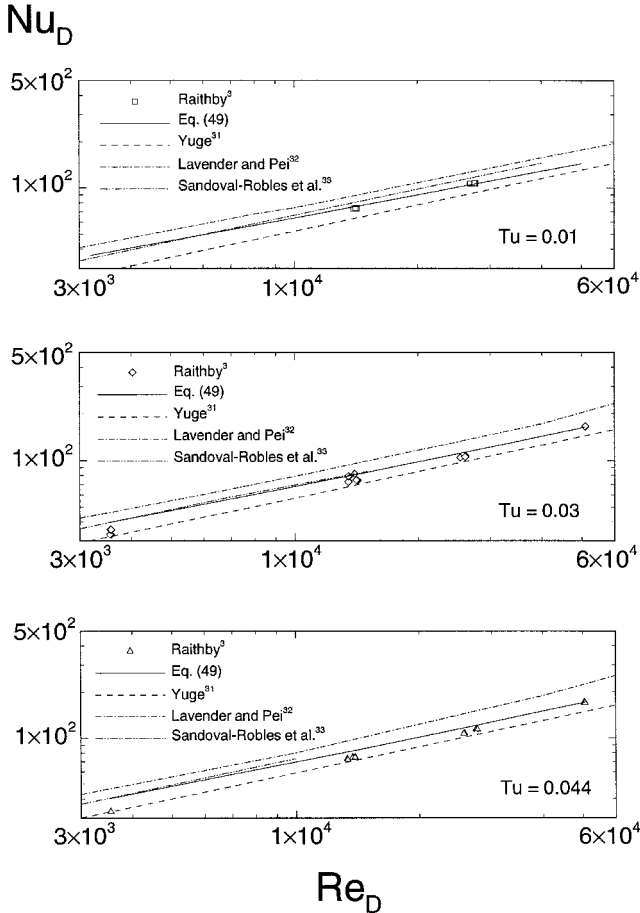 Nu_D
5×10²
Raithby³
Eq. (49)
Yuge³¹
Lavender and Pei³²
Sandoval-Robles et al.³³
1×10²
Tu = 0.01
3×10³
1×10⁴
6×10⁴
5×10²
Raithby³
Eq. (49)
Yuge³¹
Lavender and Pei³²
Sandoval-Robles et al.³³
1×10²
Tu = 0.03
3×10³
1×10⁴
6×10⁴
5×10²
Raithby³
Eq. (49)
Yuge³¹
Lavender and Pei³²
Sandoval-Robles et al.³³
1×10²
Tu = 0.044
3×10³
1×10⁴
6×10⁴
Re_D